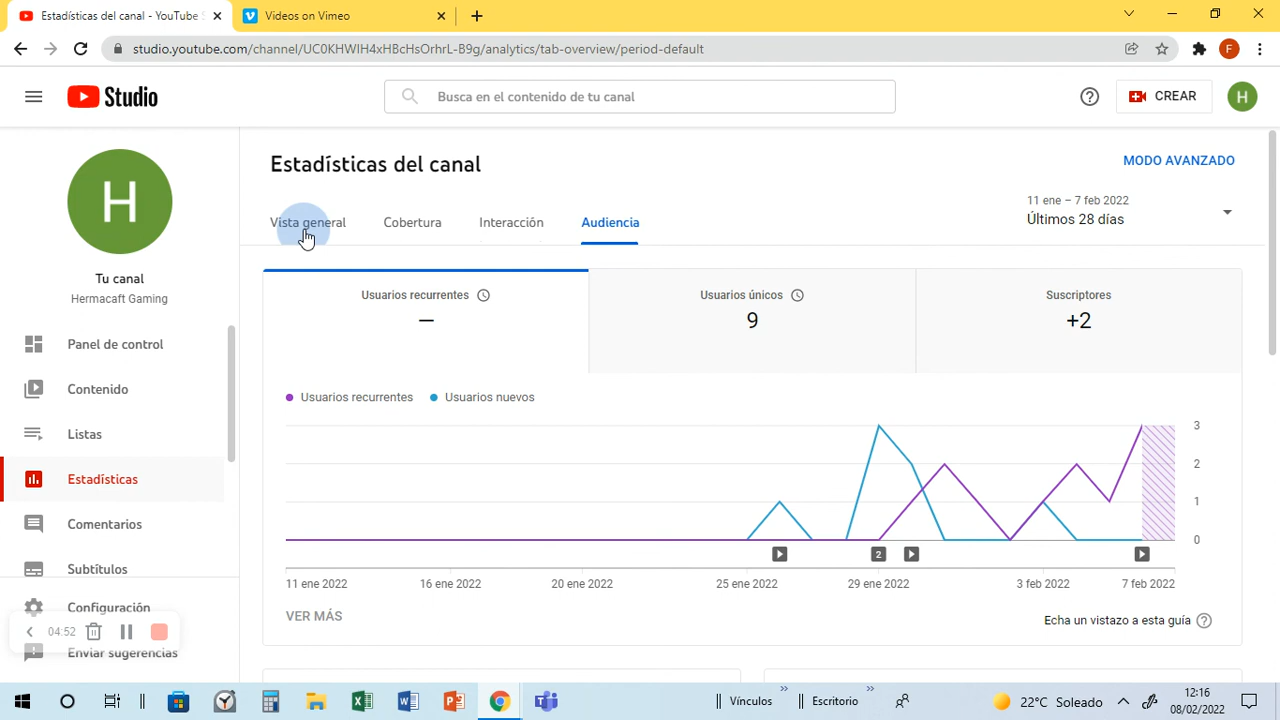 Estadísticas del canal - YouTube S
Videos on Vimeo
studio.youtube.com/channel/UC0KHWIH4xHBcHsOrhrL-B9g/analytics/tab-overview/period-default
F
Studio
Busca en el contenido de tu canal
CREAR
H
H
Tu canal
Hermacaft Gaming
Panel de control
Contenido
Listas
Estadísticas
Comentarios
Subtítulos
Configuración
04:52
Enviar sugerencias
Estadísticas del canal
MODO AVANZADO
Vista general
Cobertura
Interacción
Audiencia
11 ene – 7 feb 2022
Últimos 28 días
Usuarios recurrentes
—
Usuarios únicos
9
Suscriptores
+2
Usuarios recurrentes
Usuarios nuevos
3
2
1
0
2
11 ene 2022
16 ene 2022
20 ene 2022
25 ene 2022
29 ene 2022
3 feb 2022
7 feb 2022
VER MÁS
Echa un vistazo a esta guía
Vínculos
Escritorio
22°C Soleado
12:16
08/02/2022